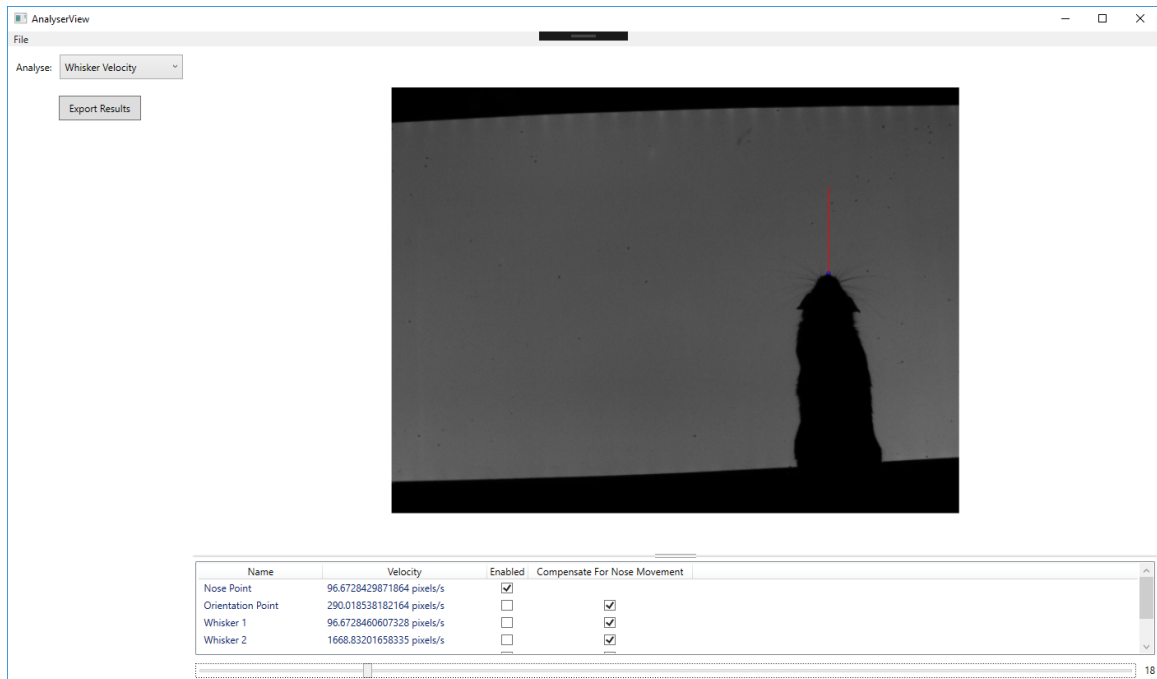 AnalyserView
File
Analyse: Whisker Velocity
Export Results
Name Velocity Enabled Compensate For Nose Movement
Nose Point 96.6728429871864 pixels/s
Orientation Point 290.018538182164 pixels/s
Whisker 1 96.6728460607328 pixels/s
Whisker 2 1668.83201658335 pixels/s
18